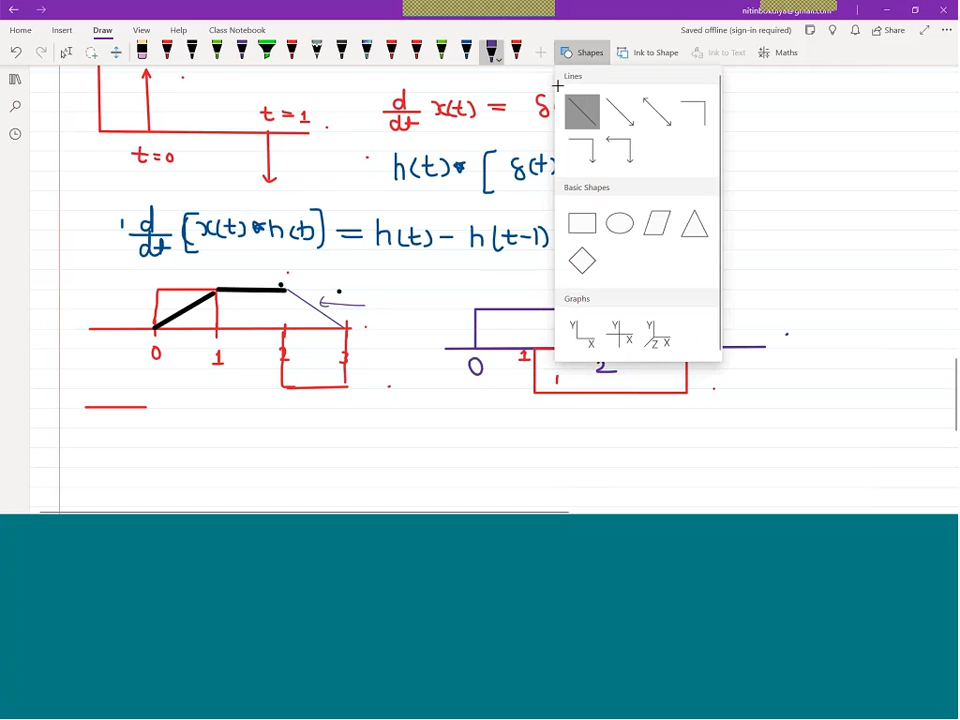 Home Insert Draw View Help Class Notebook
Saved offline (sign-in required) Share
Shapes Ink to Shape Ink to Text Maths
Lines
Basic Shapes
Graphs
Y X Y X Y Z X
t = 1
t=0
d/dt x(t) = δ
h(t)* [ δ(t)
d/dt [x(t)*h(t)] = h(t) - h(t-1)
0 1 2 3
0 1 2